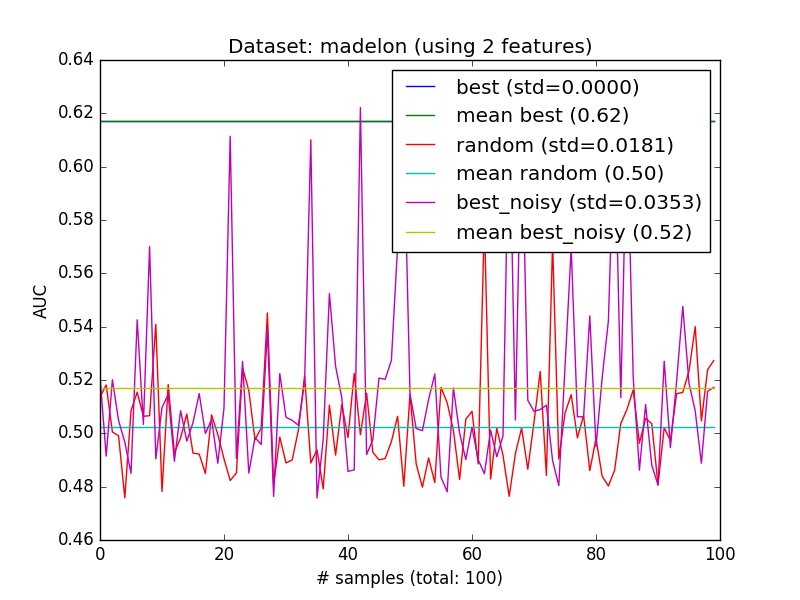 Dataset: madelon (using 2 features)
0.64
0.62
0.60
0.58
0.56
0.54
0.52
0.50
0.48
0.46
AUC
best (std=0.0000)
mean best (0.62)
random (std=0.0181)
mean random (0.50)
best_noisy (std=0.0353)
mean best_noisy (0.52)
0 20 40 60 80 100
# samples (total: 100)